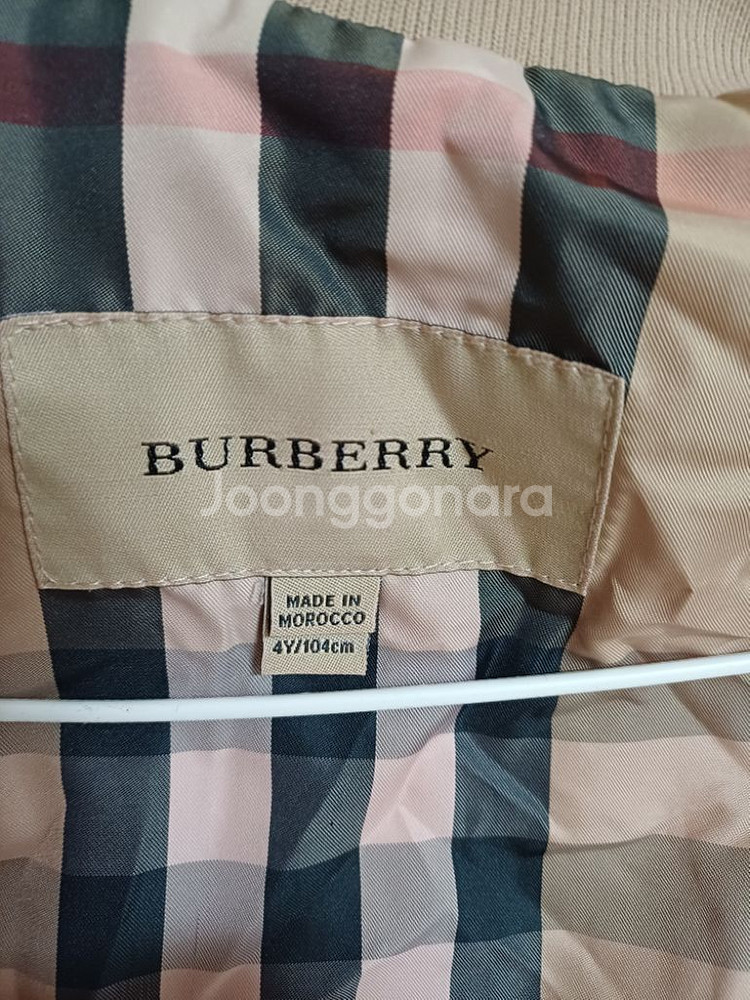 BURBERRY
Joonggonara
MADE IN
MOROCCO
4Y/104cm